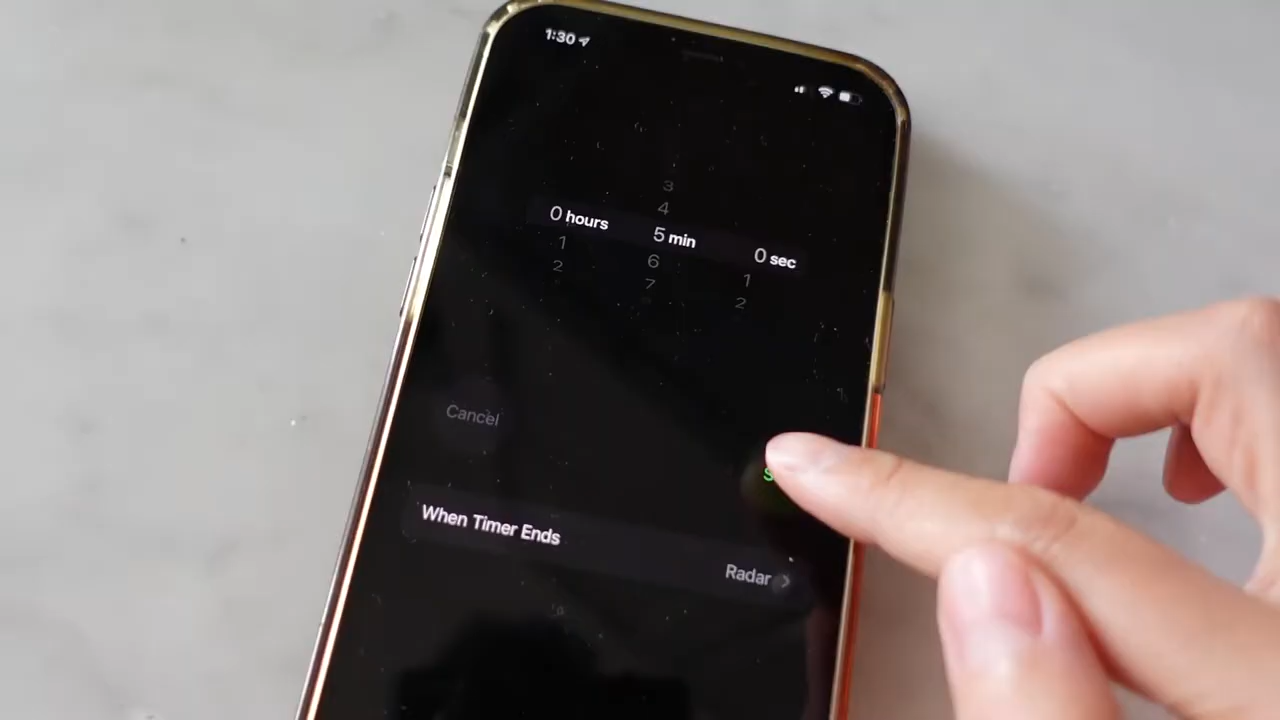 1:30
3
4
0 hours 5 min 0 sec
1 6 1
2 7 2
Cancel
When Timer Ends
Radar